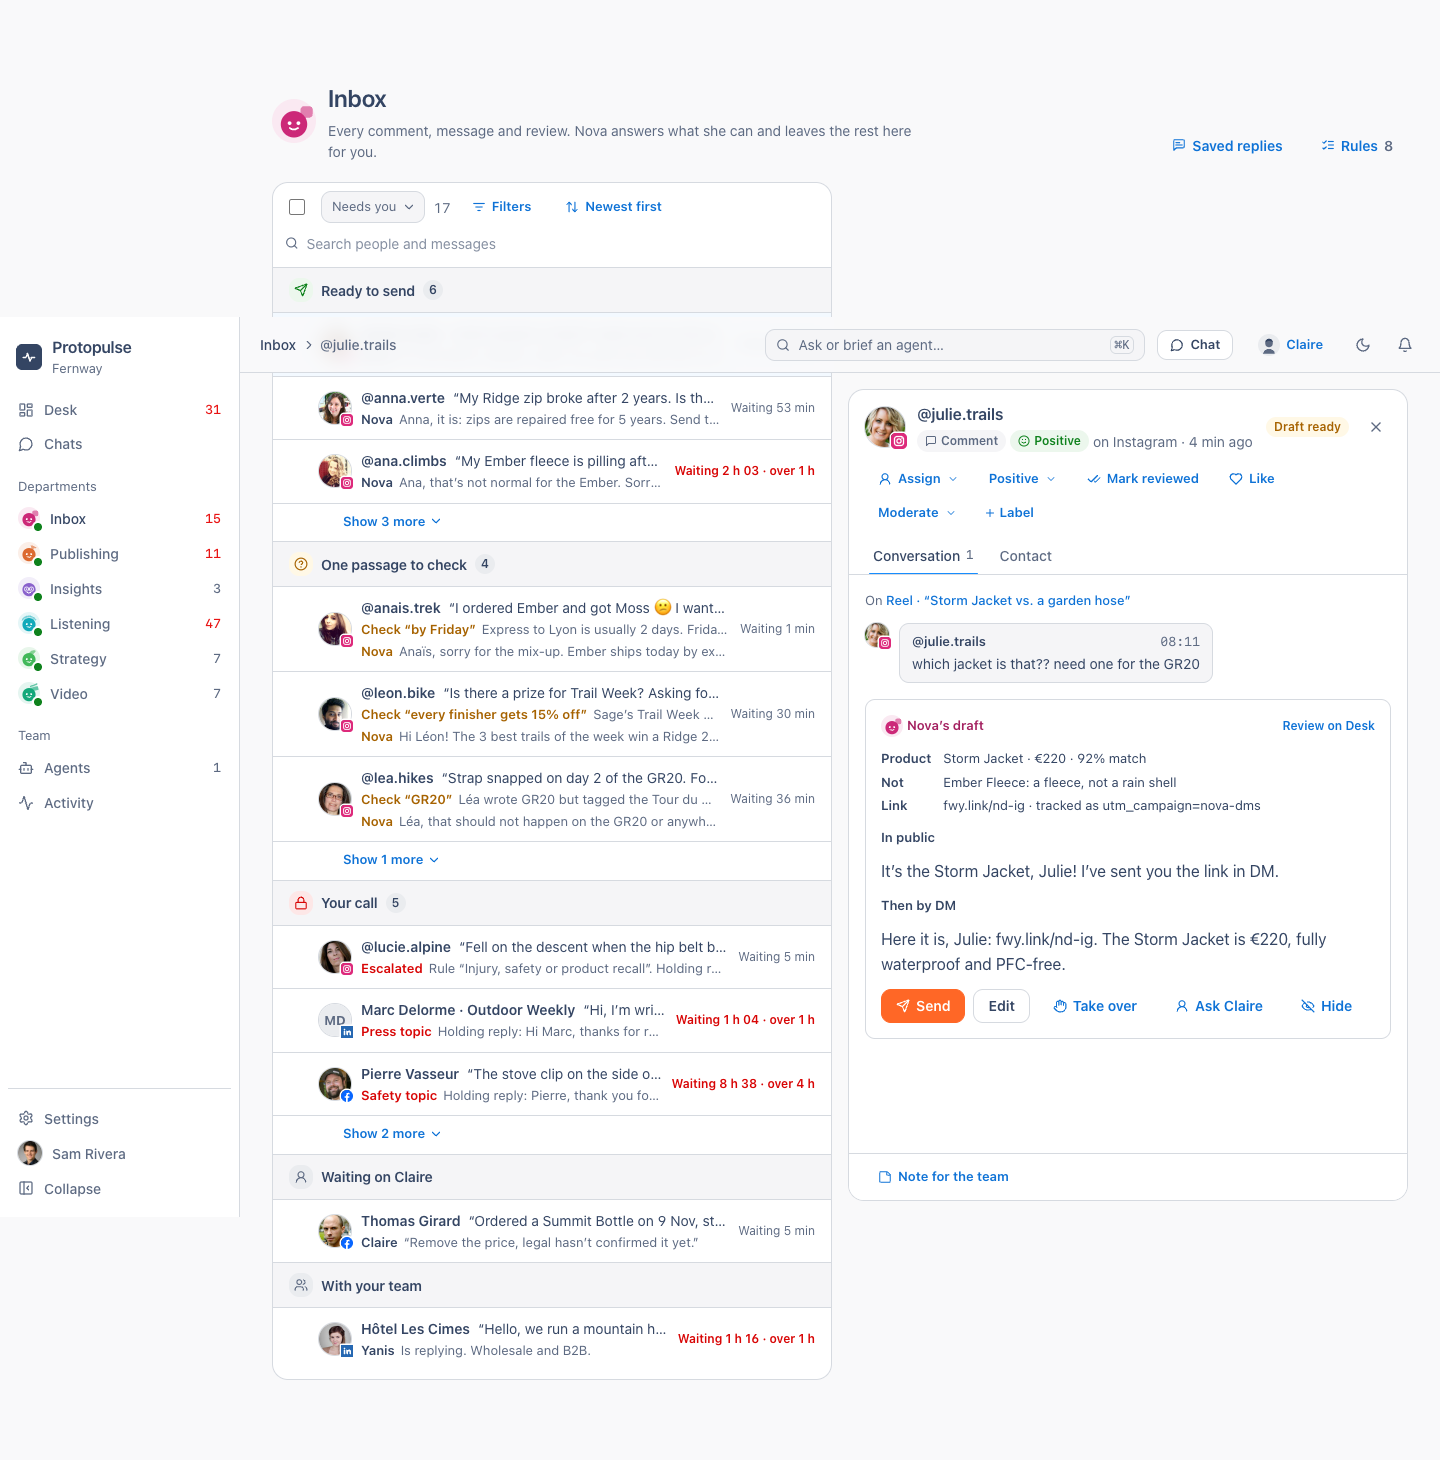 Inbox
Every comment, message and review. Nova answers what she can and leaves the rest here
for you.
Saved replies
Rules 8
Needs you
17
Filters
Newest first
Search people and messages
Ready to send 6
Protopulse
Fernway
Desk 31
Chats
Departments
Inbox 15
Publishing 11
Insights 3
Listening 47
Strategy 7
Video 7
Team
Agents 1
Activity
Settings
Sam Rivera
Collapse
Inbox > @julie.trails
Ask or brief an agent... ⌘K
Chat
Claire
@anna.verte “My Ridge zip broke after 2 years. Is th...
Waiting 53 min
Nova Anna, it is: zips are repaired free for 5 years. Send t...
@ana.climbs “My Ember fleece is pilling aft...
Waiting 2 h 03 · over 1 h
Nova Ana, that’s not normal for the Ember. Sorr...
Show 3 more
One passage to check 4
@anais.trek “I ordered Ember and got Moss 😕 I want...
Check “by Friday” Express to Lyon is usually 2 days. Frida...
Waiting 1 min
Nova Anaïs, sorry for the mix-up. Ember ships today by ex...
@leon.bike “Is there a prize for Trail Week? Asking fo...
Check “every finisher gets 15% off” Sage’s Trail Week ...
Waiting 30 min
Nova Hi Léon! The 3 best trails of the week win a Ridge 2...
@lea.hikes “Strap snapped on day 2 of the GR20. Fo...
Check “GR20” Léa wrote GR20 but tagged the Tour du ...
Waiting 36 min
Nova Léa, that should not happen on the GR20 or anywh...
Show 1 more
Your call 5
@lucie.alpine “Fell on the descent when the hip belt b...
Waiting 5 min
Escalated Rule “Injury, safety or product recall”. Holding r...
MD
Marc Delorme · Outdoor Weekly “Hi, I’m wri...
Waiting 1 h 04 · over 1 h
Press topic Holding reply: Hi Marc, thanks for r...
Pierre Vasseur “The stove clip on the side o...
Waiting 8 h 38 · over 4 h
Safety topic Holding reply: Pierre, thank you fo...
Show 2 more
Waiting on Claire
Thomas Girard “Ordered a Summit Bottle on 9 Nov, st...
Waiting 5 min
Claire “Remove the price, legal hasn’t confirmed it yet.”
With your team
Hôtel Les Cimes “Hello, we run a mountain h...
Waiting 1 h 16 · over 1 h
Yanis Is replying. Wholesale and B2B.
@julie.trails
Comment Positive on Instagram · 4 min ago
Draft ready
Assign
Positive
Mark reviewed
Like
Moderate
+ Label
Conversation 1
Contact
On Reel · “Storm Jacket vs. a garden hose”
@julie.trails 08:11
which jacket is that?? need one for the GR20
Nova’s draft
Review on Desk
Product Storm Jacket · €220 · 92% match
Not Ember Fleece: a fleece, not a rain shell
Link fwy.link/nd-ig · tracked as utm_campaign=nova-dms
In public
It’s the Storm Jacket, Julie! I’ve sent you the link in DM.
Then by DM
Here it is, Julie: fwy.link/nd-ig. The Storm Jacket is €220, fully
waterproof and PFC-free.
Send
Edit
Take over
Ask Claire
Hide
Note for the team